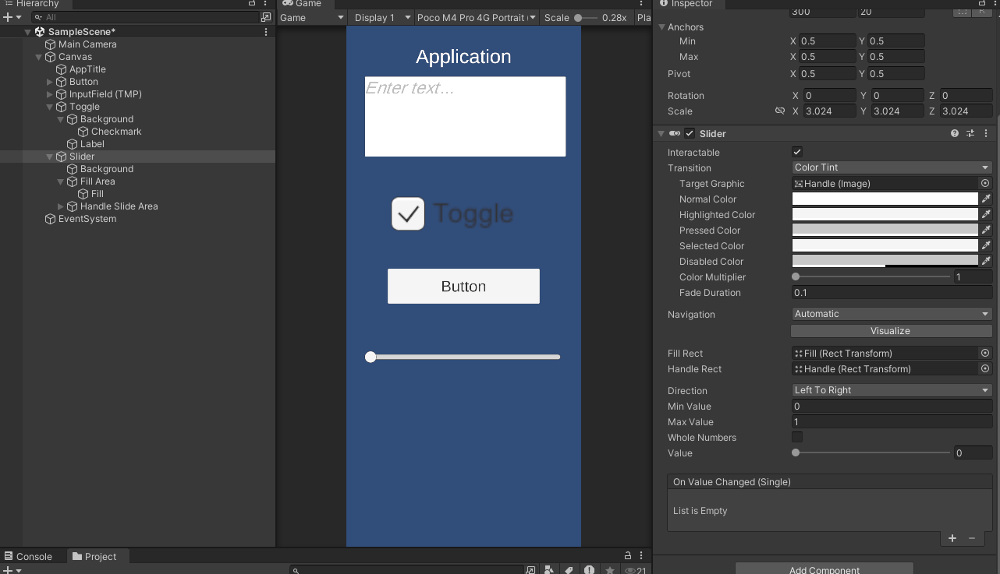 Hierarchy
All
SampleScene*
Main Camera
Canvas
AppTitle
Button
InputField (TMP)
Toggle
Background
Checkmark
Label
Slider
Background
Fill Area
Fill
Handle Slide Area
EventSystem
Game
Game Display 1 Poco M4 Pro 4G Portrait ( Scale 0.28x Pla
Application
Enter text...
Toggle
Button
Inspector
300 20
R
Anchors
Min X 0.5 Y 0.5
Max X 0.5 Y 0.5
Pivot X 0.5 Y 0.5
Rotation X 0 Y 0 Z 0
Scale X 3.024 Y 3.024 Z 3.024
Slider
Interactable
Transition Color Tint
Target Graphic Handle (Image)
Normal Color
Highlighted Color
Pressed Color
Selected Color
Disabled Color
Color Multiplier 1
Fade Duration 0.1
Navigation Automatic
Visualize
Fill Rect Fill (Rect Transform)
Handle Rect Handle (Rect Transform)
Direction Left To Right
Min Value 0
Max Value 1
Whole Numbers
Value 0
On Value Changed (Single)
List is Empty
Add Component
Console Project
21